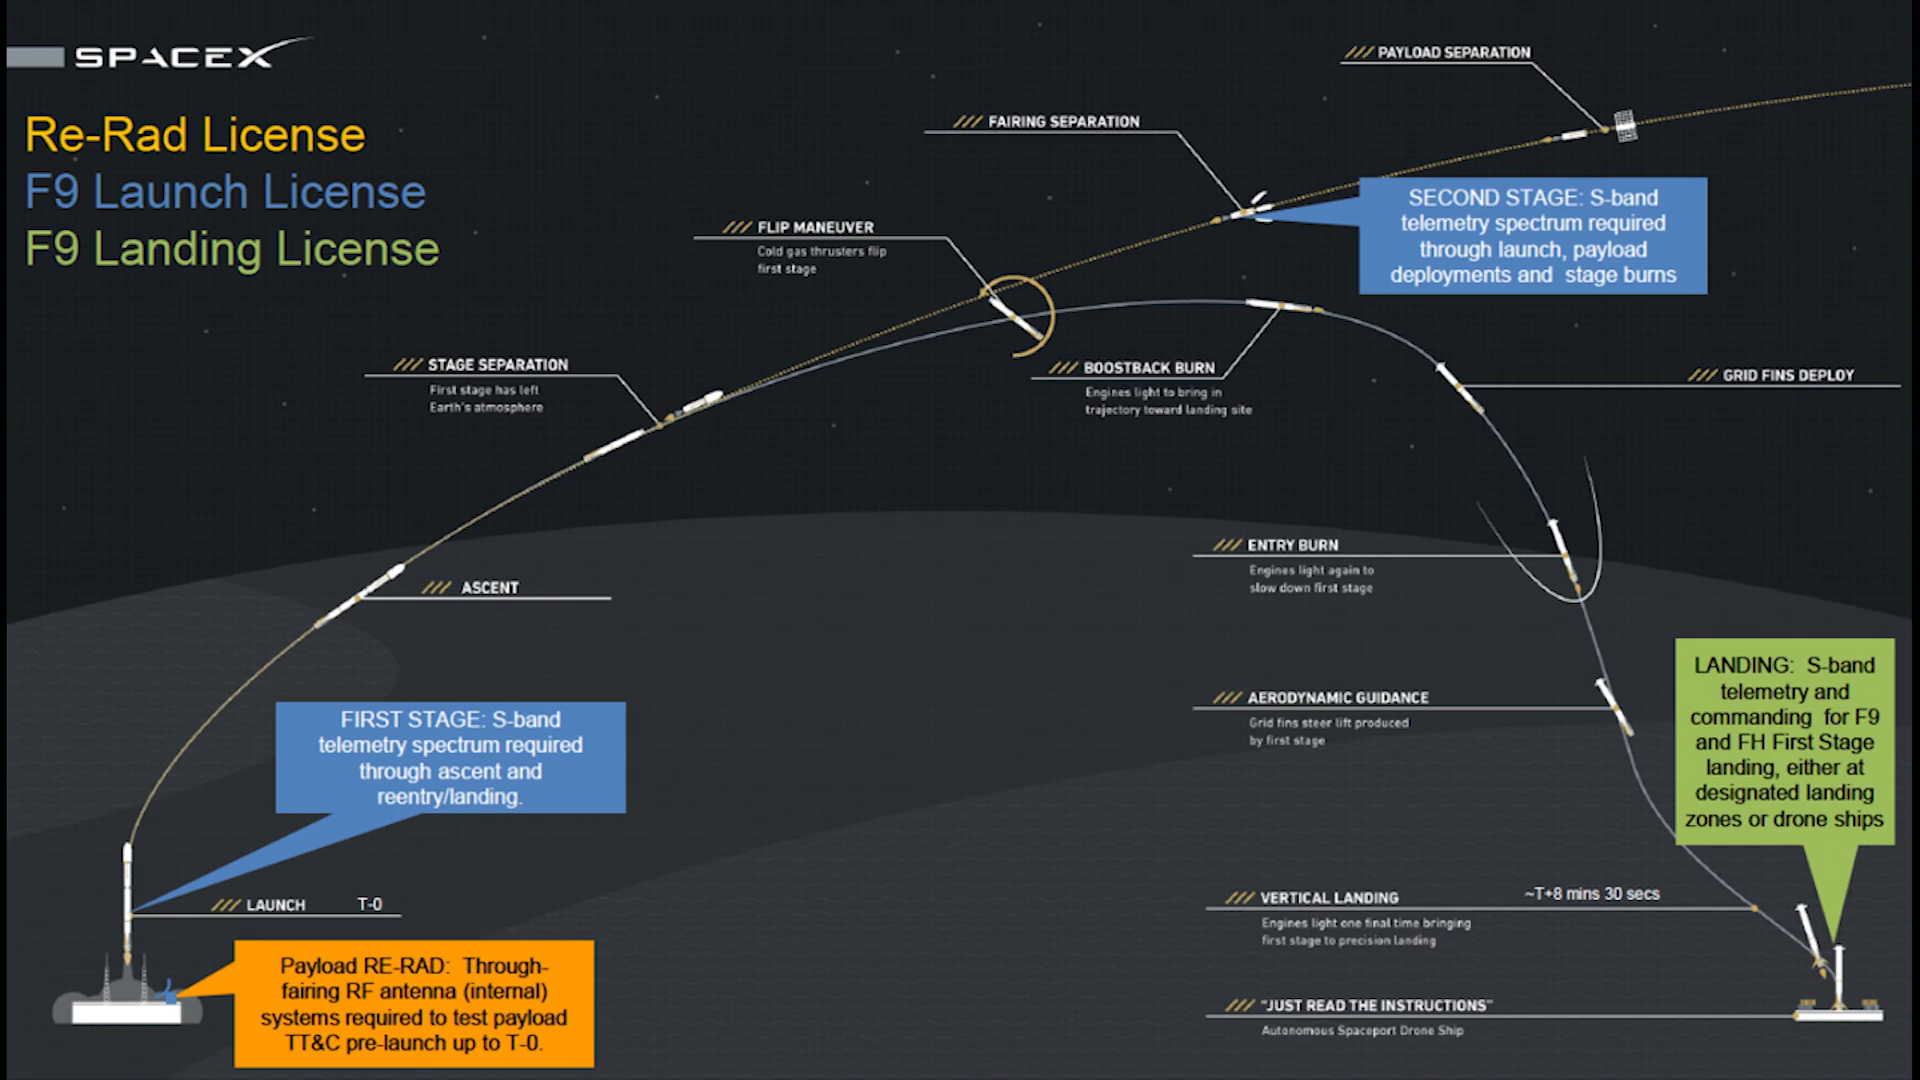 SPACEX
Re-Rad License
F9 Launch License
F9 Landing License
/// PAYLOAD SEPARATION
/// FAIRING SEPARATION
SECOND STAGE: S-band
telemetry spectrum required
through launch, payload
deployments and stage burns
/// FLIP MANEUVER
Cold gas thrusters flip
first stage
/// STAGE SEPARATION
First stage has left
Earth's atmosphere
/// BOOSTBACK BURN
Engines light to bring in
trajectory toward landing site
/// GRID FINS DEPLOY
/// ASCENT
/// ENTRY BURN
Engines light again to
slow down first stage
/// AERODYNAMIC GUIDANCE
Grid fins steer lift produced
by first stage
LANDING: S-band
telemetry and
commanding for F9
and FH First Stage
landing, either at
designated landing
zones or drone ships
FIRST STAGE: S-band
telemetry spectrum required
through ascent and
reentry/landing.
/// LAUNCH T-0
/// VERTICAL LANDING ~T+8 mins 30 secs
Engines light one final time bringing
first stage to precision landing
Payload RE-RAD: Through-
fairing RF antenna (internal)
systems required to test payload
TT&C pre-launch up to T-0.
/// "JUST READ THE INSTRUCTIONS"
Autonomous Spaceport Drone Ship